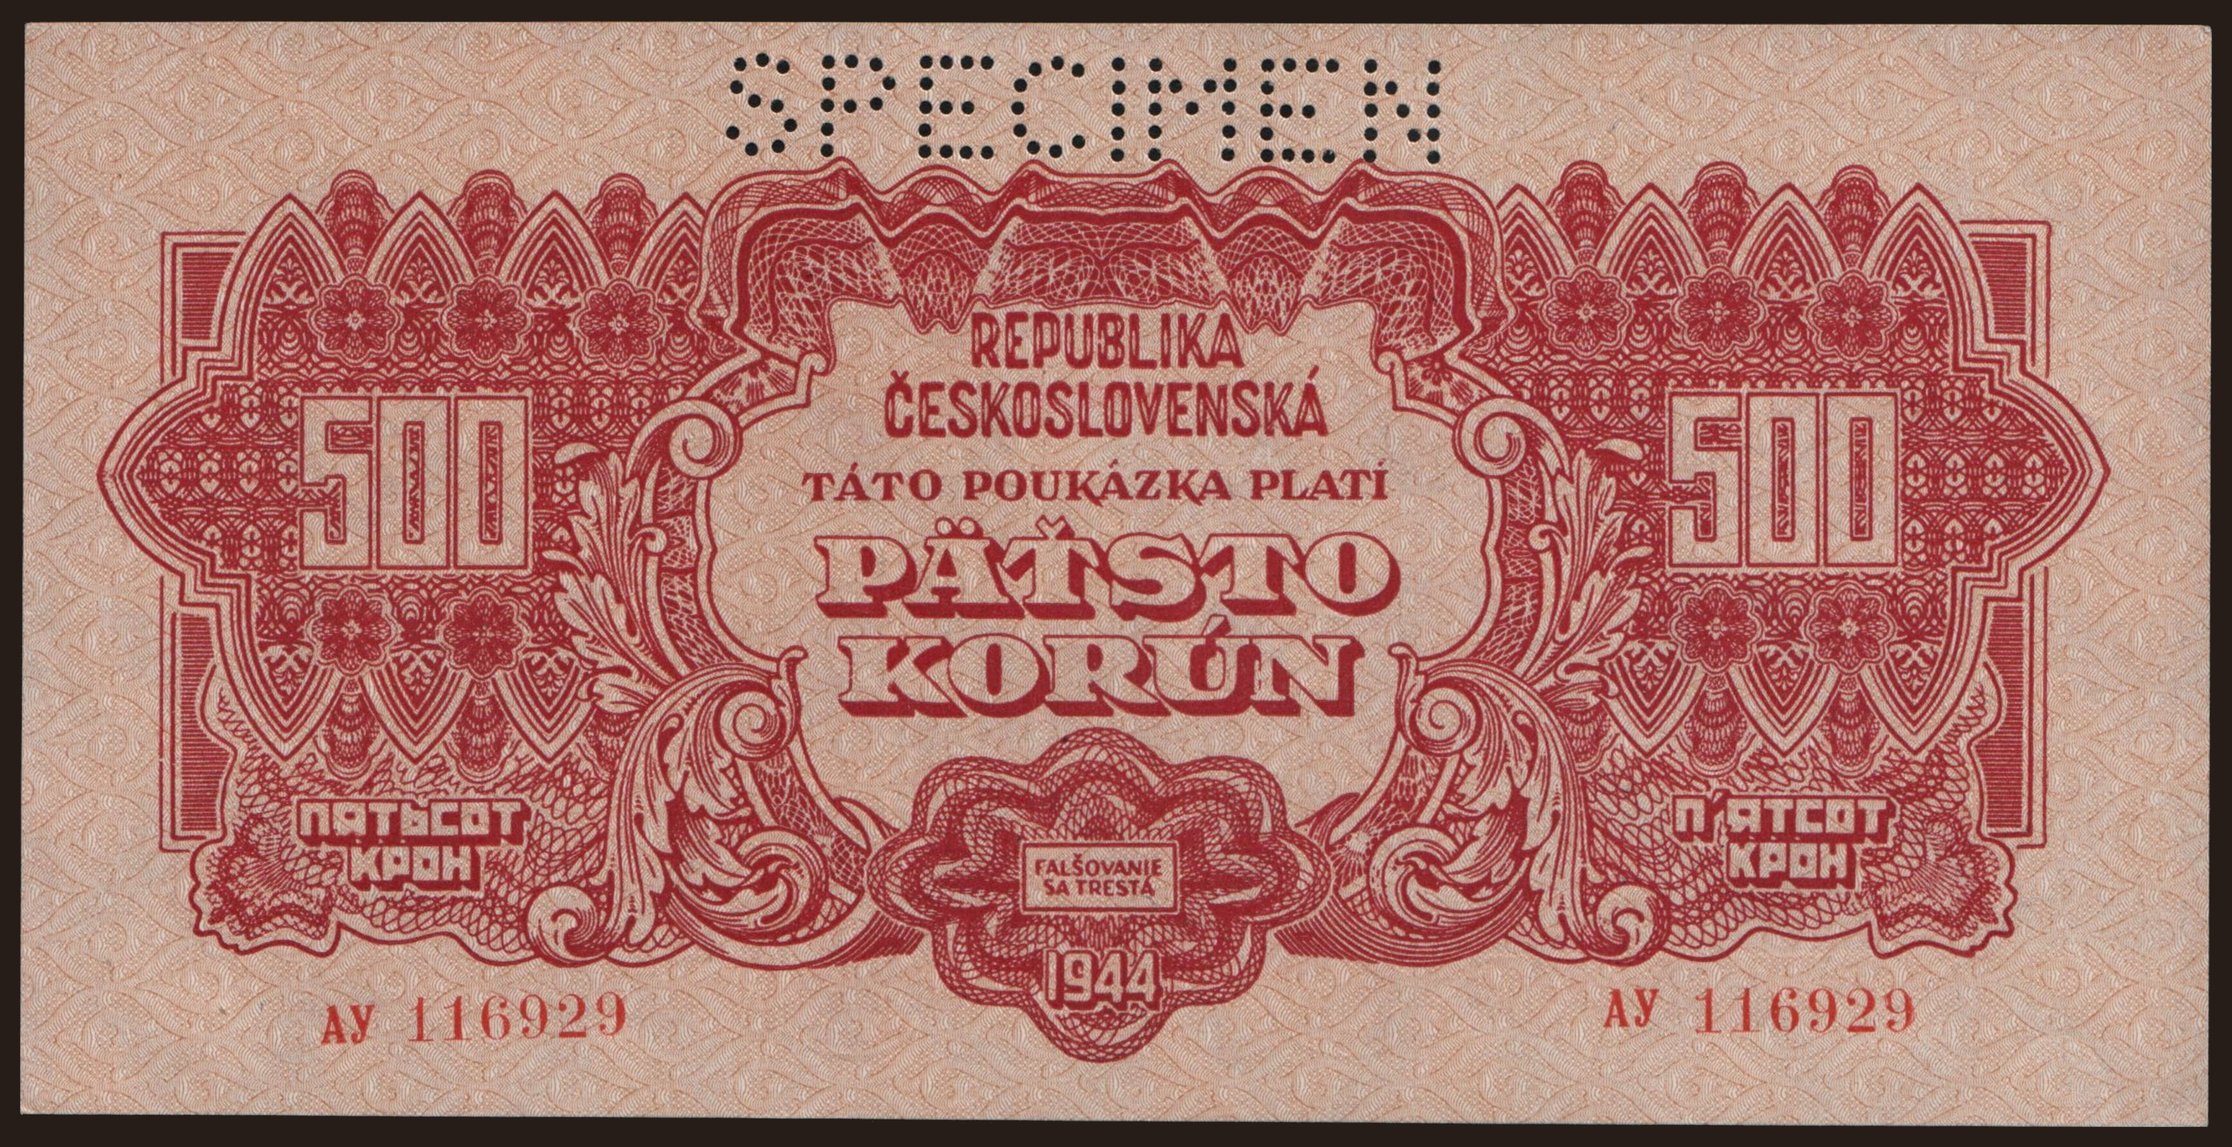 SPECIMEN
REPUBLIKA
ČESKOSLOVENSKÁ
TÁTO POUKÁZKA PLATÍ
500
500
PÄŤSTO
KORÚN
ПЯТЬСОТ
КРОН
П'ЯТСОТ
КРОН
FALŠOVANIE
SA TRESTÁ
1944
АУ 116929
АУ 116929